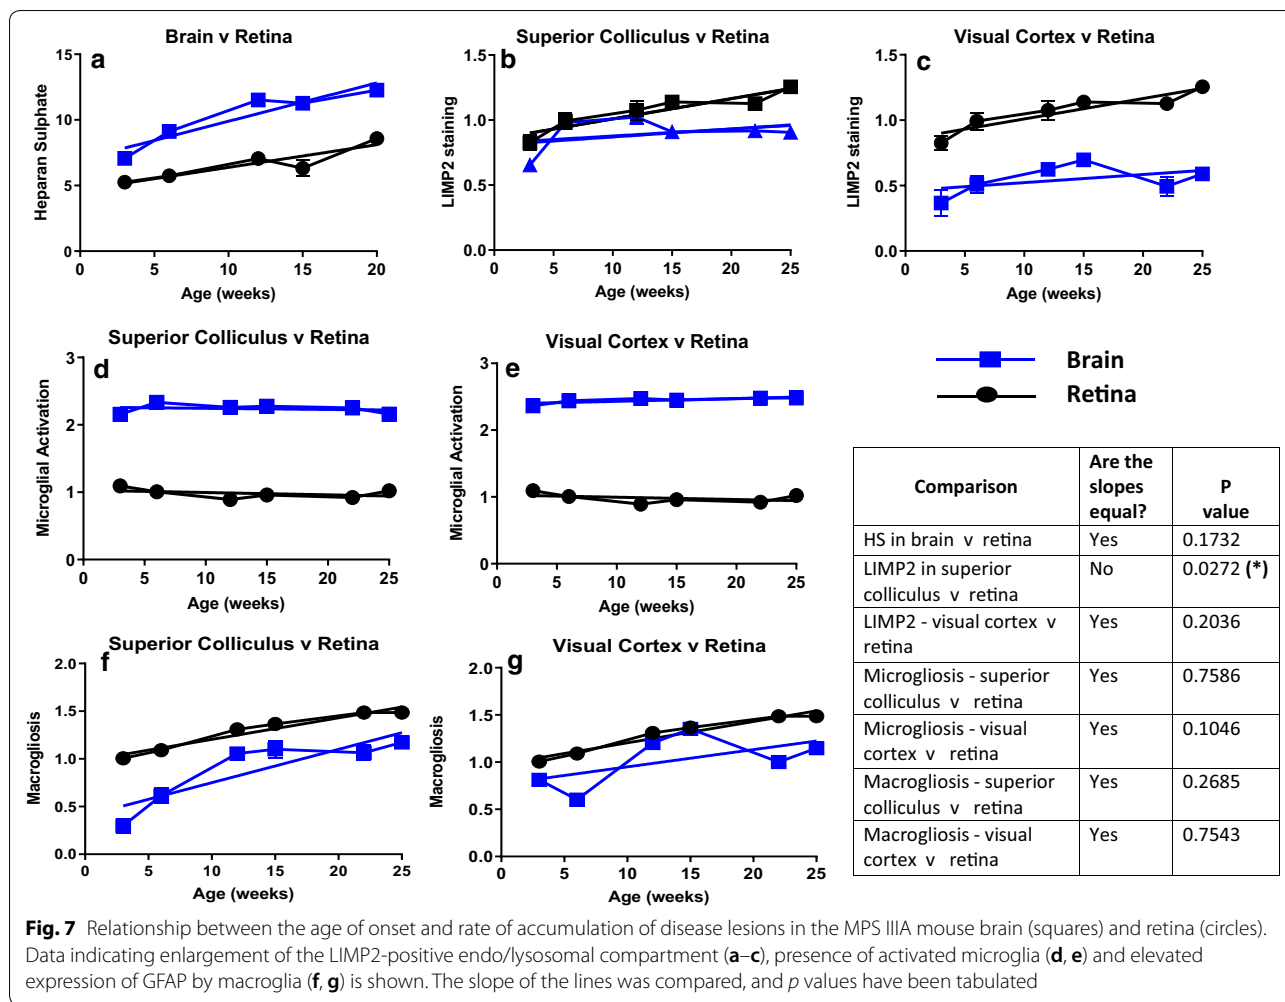 Brain v Retina
a
Heparan Sulphate
15
10
5
0
0 5 10 15 20
Age (weeks)
Superior Colliculus v Retina
b
LIMP2 staining
1.5
1.0
0.5
0.0
0 5 10 15 20 25
Age (weeks)
Visual Cortex v Retina
c
LIMP2 staining
1.5
1.0
0.5
0.0
0 5 10 15 20 25
Age (weeks)
Superior Colliculus v Retina
d
Microglial Activation
3
2
1
0
0 5 10 15 20 25
Age (weeks)
Visual Cortex v Retina
e
Microglial Activation
3
2
1
0
0 5 10 15 20 25
Age (weeks)
Brain
Retina
Superior Colliculus v Retina
f
Macrogliosis
2.0
1.5
1.0
0.5
0.0
0 5 10 15 20 25
Age (weeks)
Visual Cortex v Retina
g
Macrogliosis
2.0
1.5
1.0
0.5
0.0
0 5 10 15 20 25
Age (weeks)
Comparison Are the slopes equal? P value
HS in brain v retina Yes 0.1732
LIMP2 in superior colliculus v retina No 0.0272 (*)
LIMP2 - visual cortex v retina Yes 0.2036
Microgliosis - superior colliculus v retina Yes 0.7586
Microgliosis - visual cortex v retina Yes 0.1046
Macrogliosis - superior colliculus v retina Yes 0.2685
Macrogliosis - visual cortex v retina Yes 0.7543
Fig. 7 Relationship between the age of onset and rate of accumulation of disease lesions in the MPS IIIA mouse brain (squares) and retina (circles).
Data indicating enlargement of the LIMP2-positive endo/lysosomal compartment (a–c), presence of activated microglia (d, e) and elevated
expression of GFAP by macroglia (f, g) is shown. The slope of the lines was compared, and p values have been tabulated